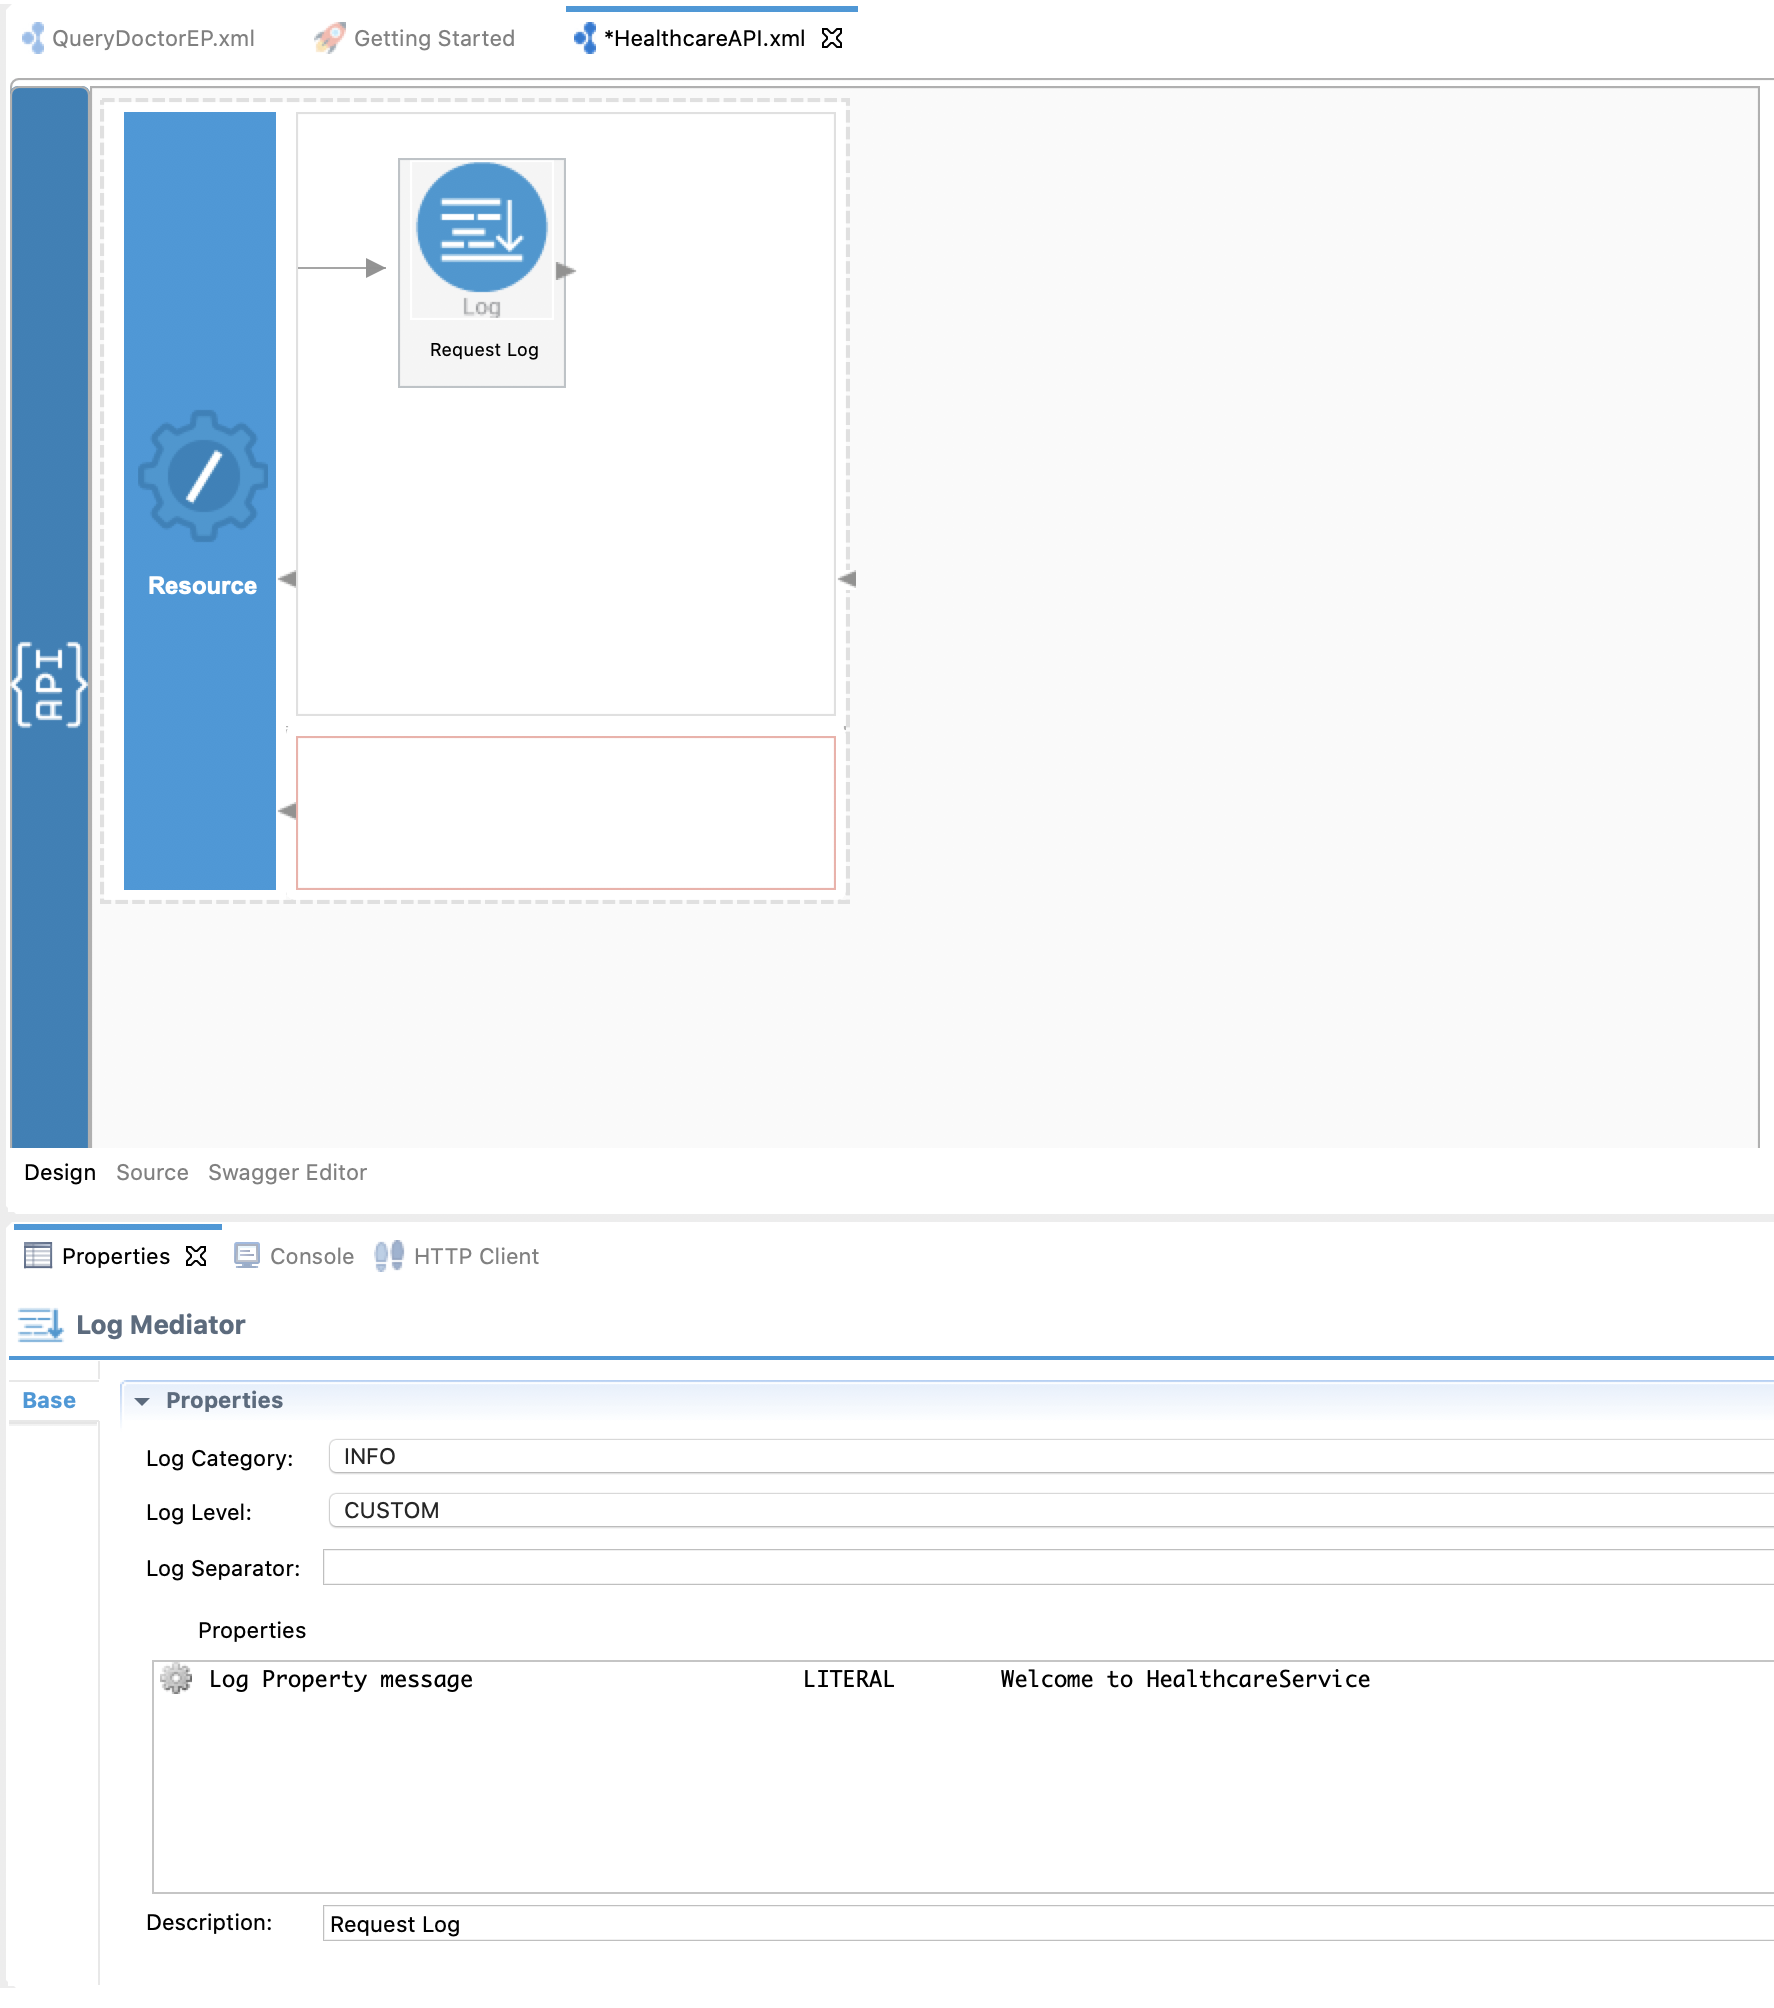 QueryDoctorEP.xml Getting Started *HealthcareAPI.xml
Log
Request Log
Resource
{API}
Design Source Swagger Editor
Properties Console HTTP Client
Log Mediator
Base
Properties
Log Category: INFO
Log Level: CUSTOM
Log Separator:
Properties
Log Property message LITERAL Welcome to HealthcareService
Description: Request Log